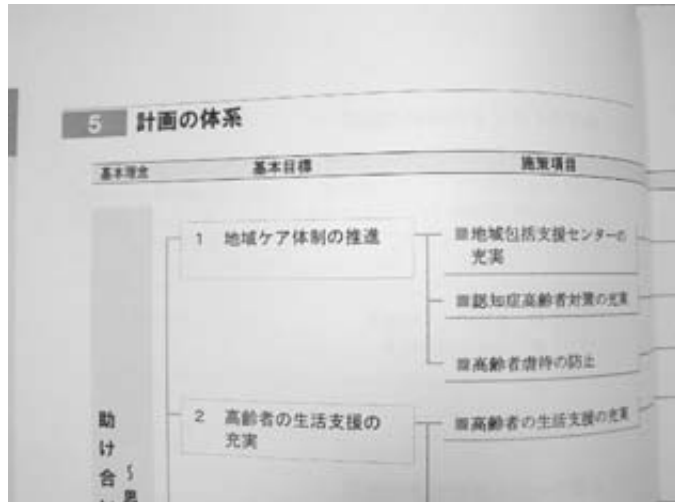 5 計画の体系
基本理念 基本目標 施策項目
1 地域ケア体制の推進
■地域包括支援センターの
充実
■認知症高齢者対策の充実
■高齢者虐待の防止
2 高齢者の生活支援の
充実
■高齢者の生活支援の充実
助け合
～思